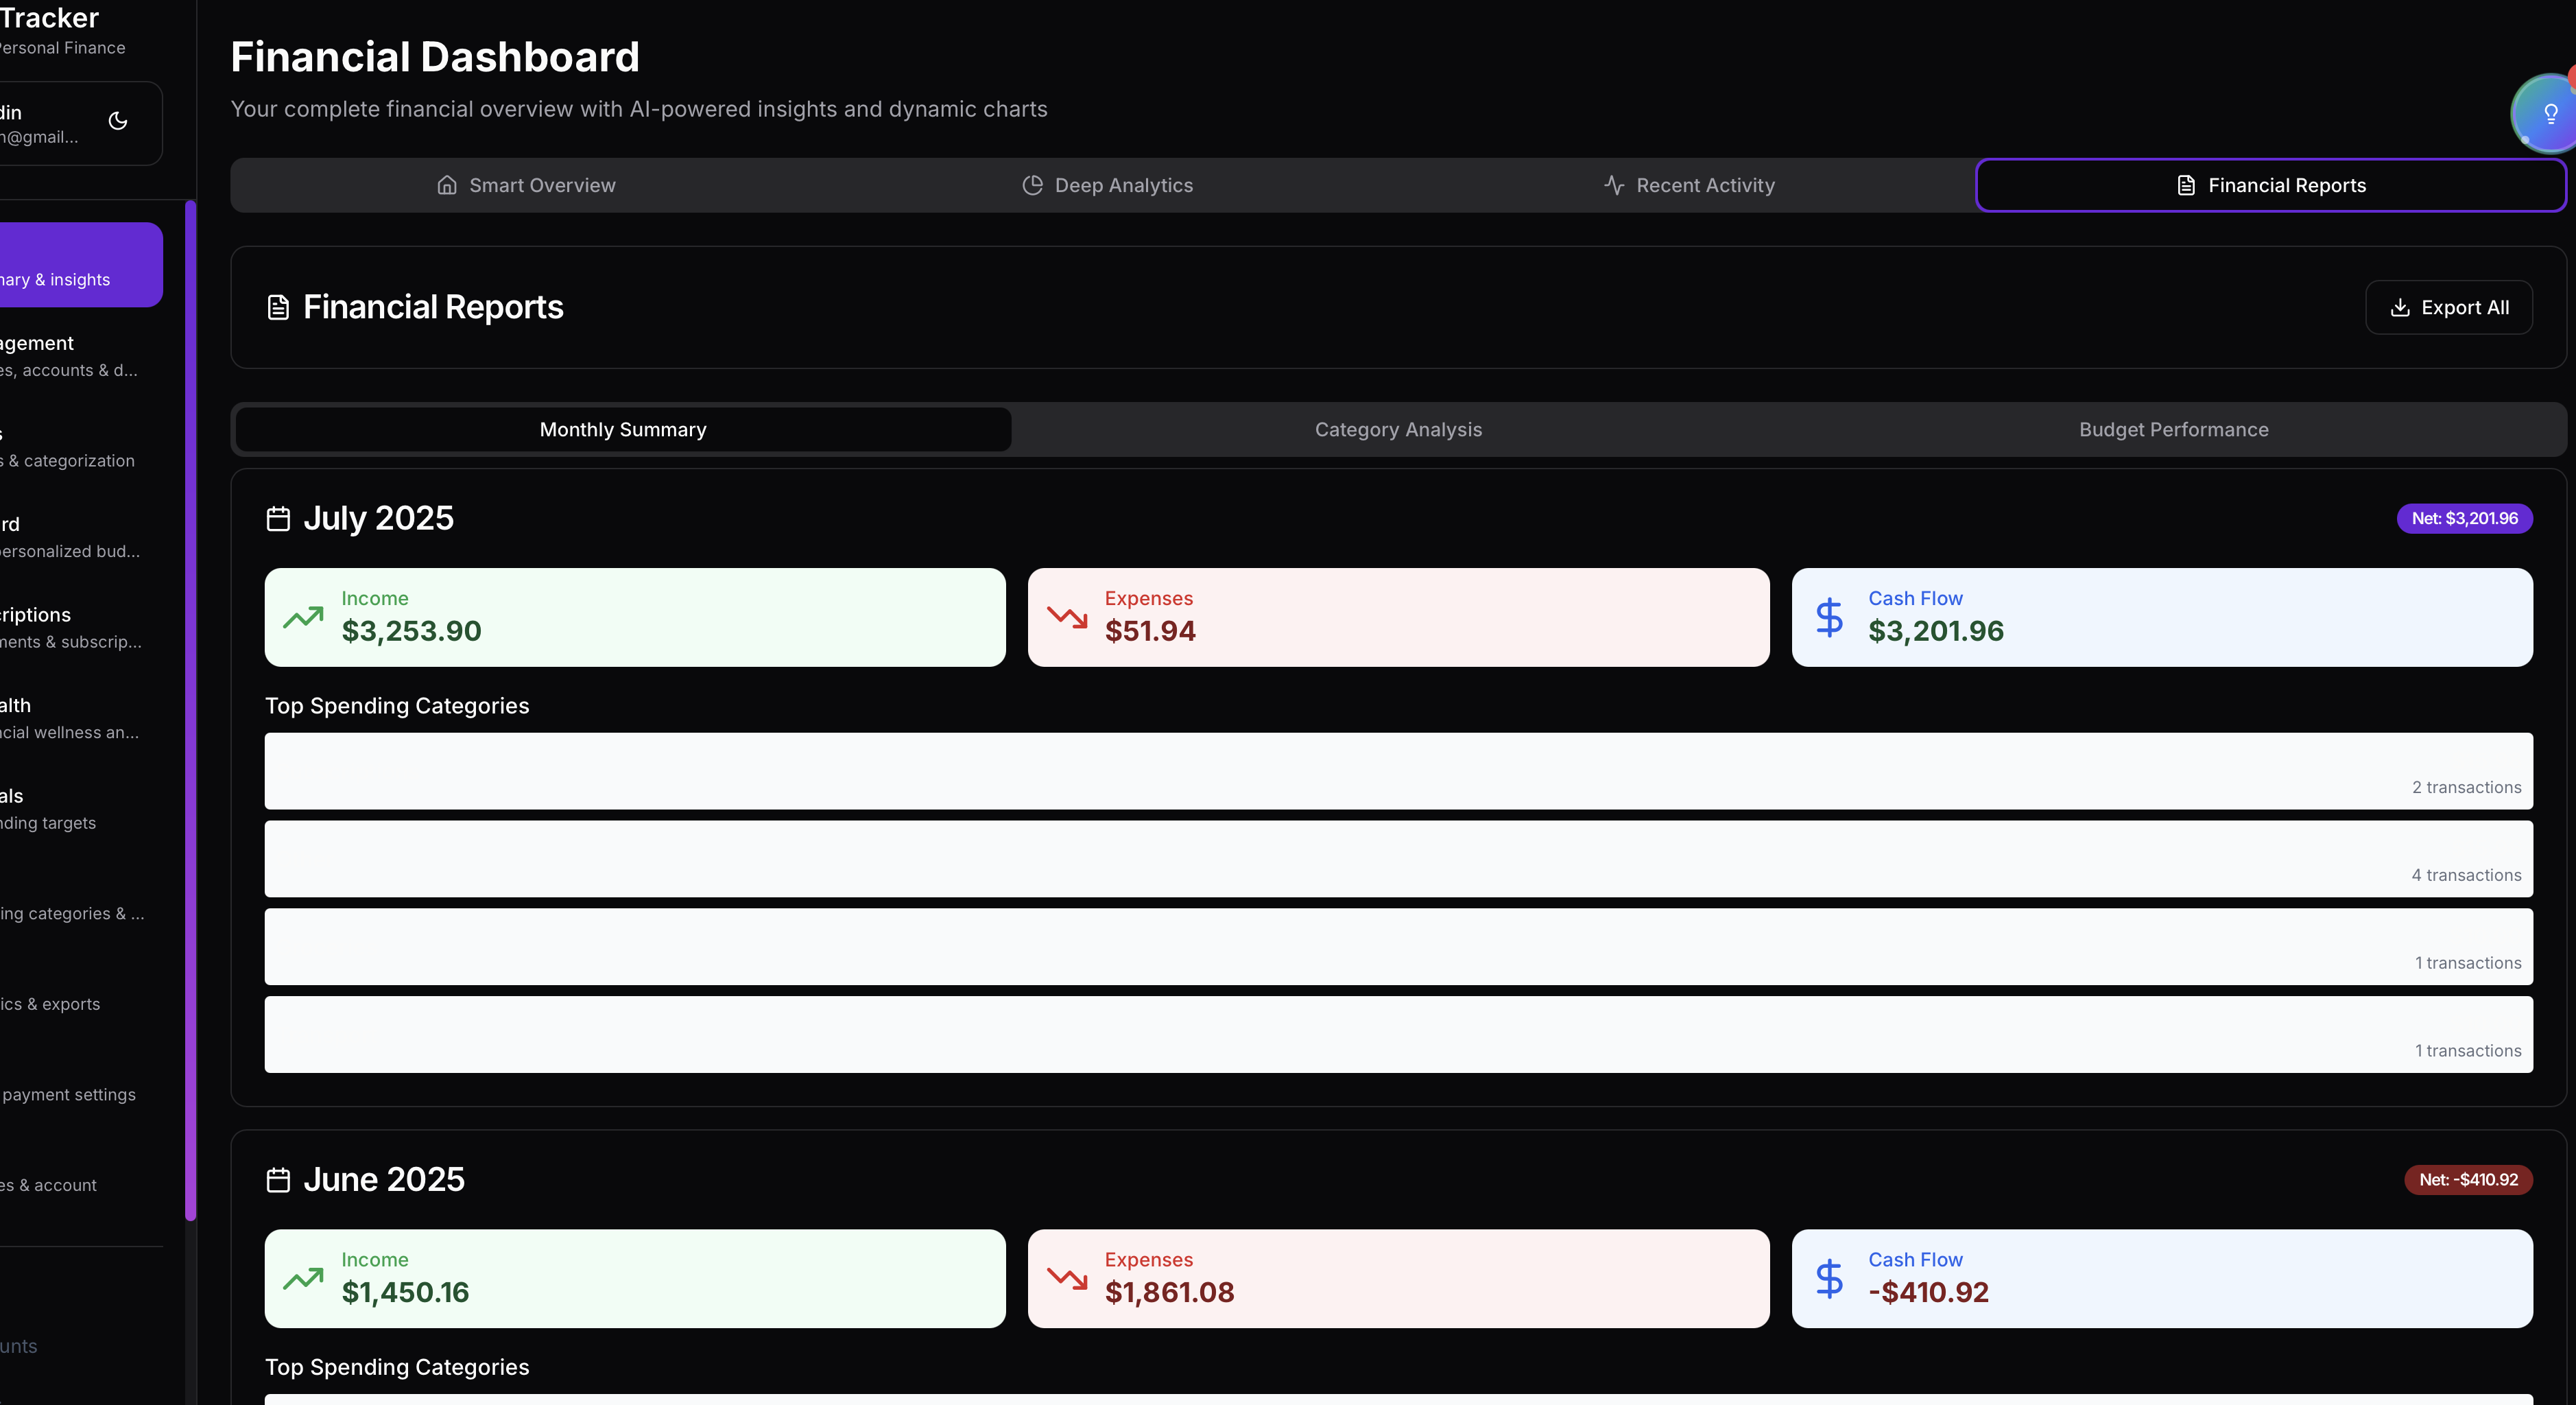 Tracker
Personal Finance
din
n@gmail...
nary & insights
agement
es, accounts & d...
s
s & categorization
rd
personalized bud...
criptions
ments & subscrip...
alth
ncial wellness an...
als
nding targets
ing categories & ...
ics & exports
payment settings
es & account
unts
Financial Dashboard
Your complete financial overview with AI-powered insights and dynamic charts
Smart Overview
Deep Analytics
Recent Activity
Financial Reports
Financial Reports
Export All
Monthly Summary
Category Analysis
Budget Performance
July 2025
Net: $3,201.96
Income
$3,253.90
Expenses
$51.94
Cash Flow
$3,201.96
Top Spending Categories
2 transactions
4 transactions
1 transactions
1 transactions
June 2025
Net: -$410.92
Income
$1,450.16
Expenses
$1,861.08
Cash Flow
-$410.92
Top Spending Categories